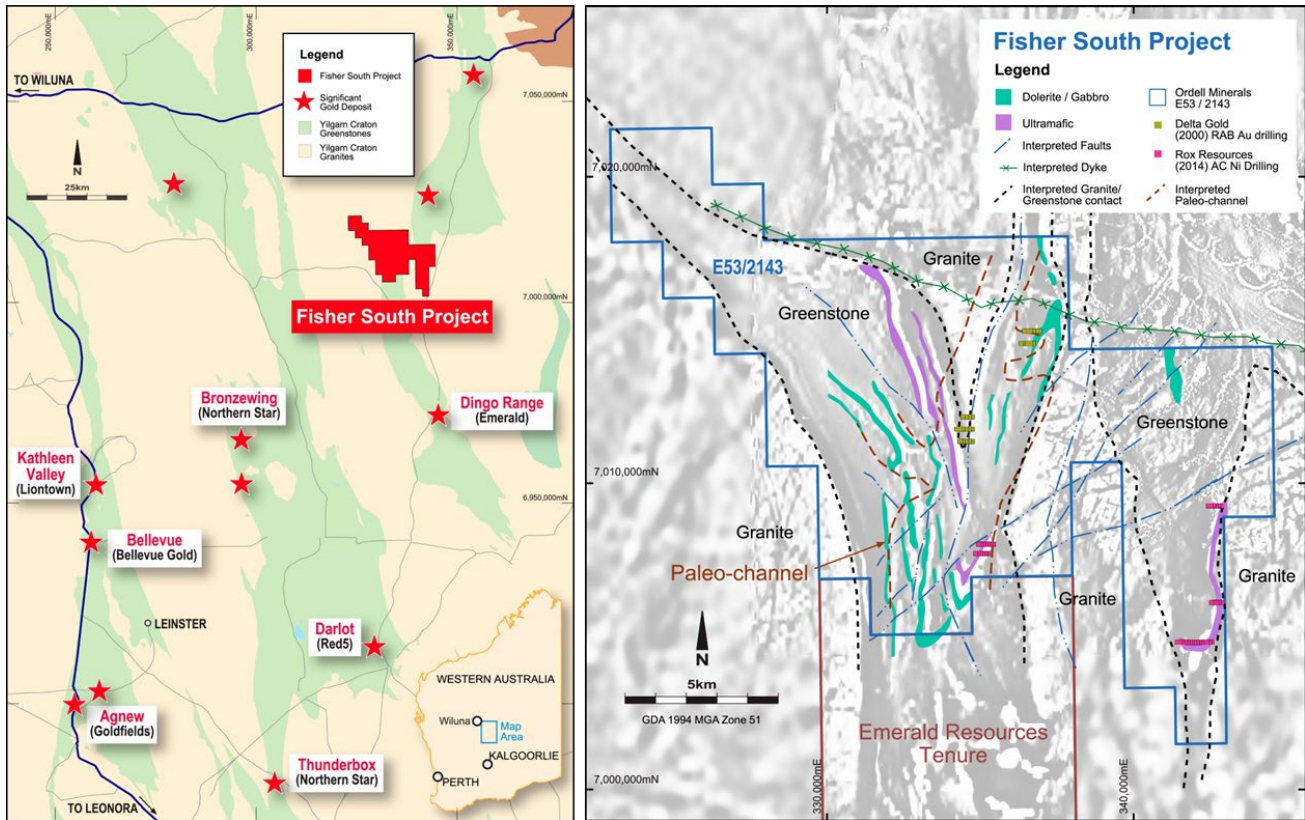 250,000mE
300,000mE
350,000mE
TO WILUNA
Legend
Fisher South Project
Significant
Gold Deposit
Yilgarn Craton
Greenstones
Yilgarn Craton
Granites
7,050,000mN
N
25km
Fisher South Project
7,000,000mN
Bronzewing
(Northern Star)
Dingo Range
(Emerald)
Kathleen
Valley
(Liontown)
6,950,000mN
Bellevue
(Bellevue Gold)
LEINSTER
Darlot
(Red5)
Agnew
(Goldfields)
Thunderbox
(Northern Star)
TO LEONORA
WESTERN AUSTRALIA
Wiluna
Map
Area
KALGOORLIE
PERTH
Fisher South Project
Legend
Dolerite / Gabbro
Ultramafic
Interpreted Faults
Interpreted Dyke
Interpreted Granite/
Greenstone contact
Ordell Minerals
E53 / 2143
Delta Gold
(2000) RAB Au drilling
Rox Resources
(2014) AC Ni Drilling
Interpreted
Paleo-channel
7,020,000mN
E53/2143
Granite
Greenstone
Greenstone
7,010,000mN
Granite
Paleo-channel
Granite
Granite
N
5km
GDA 1994 MGA Zone 51
Emerald Resources
Tenure
7,000,000mN
330,000mE
340,000mE